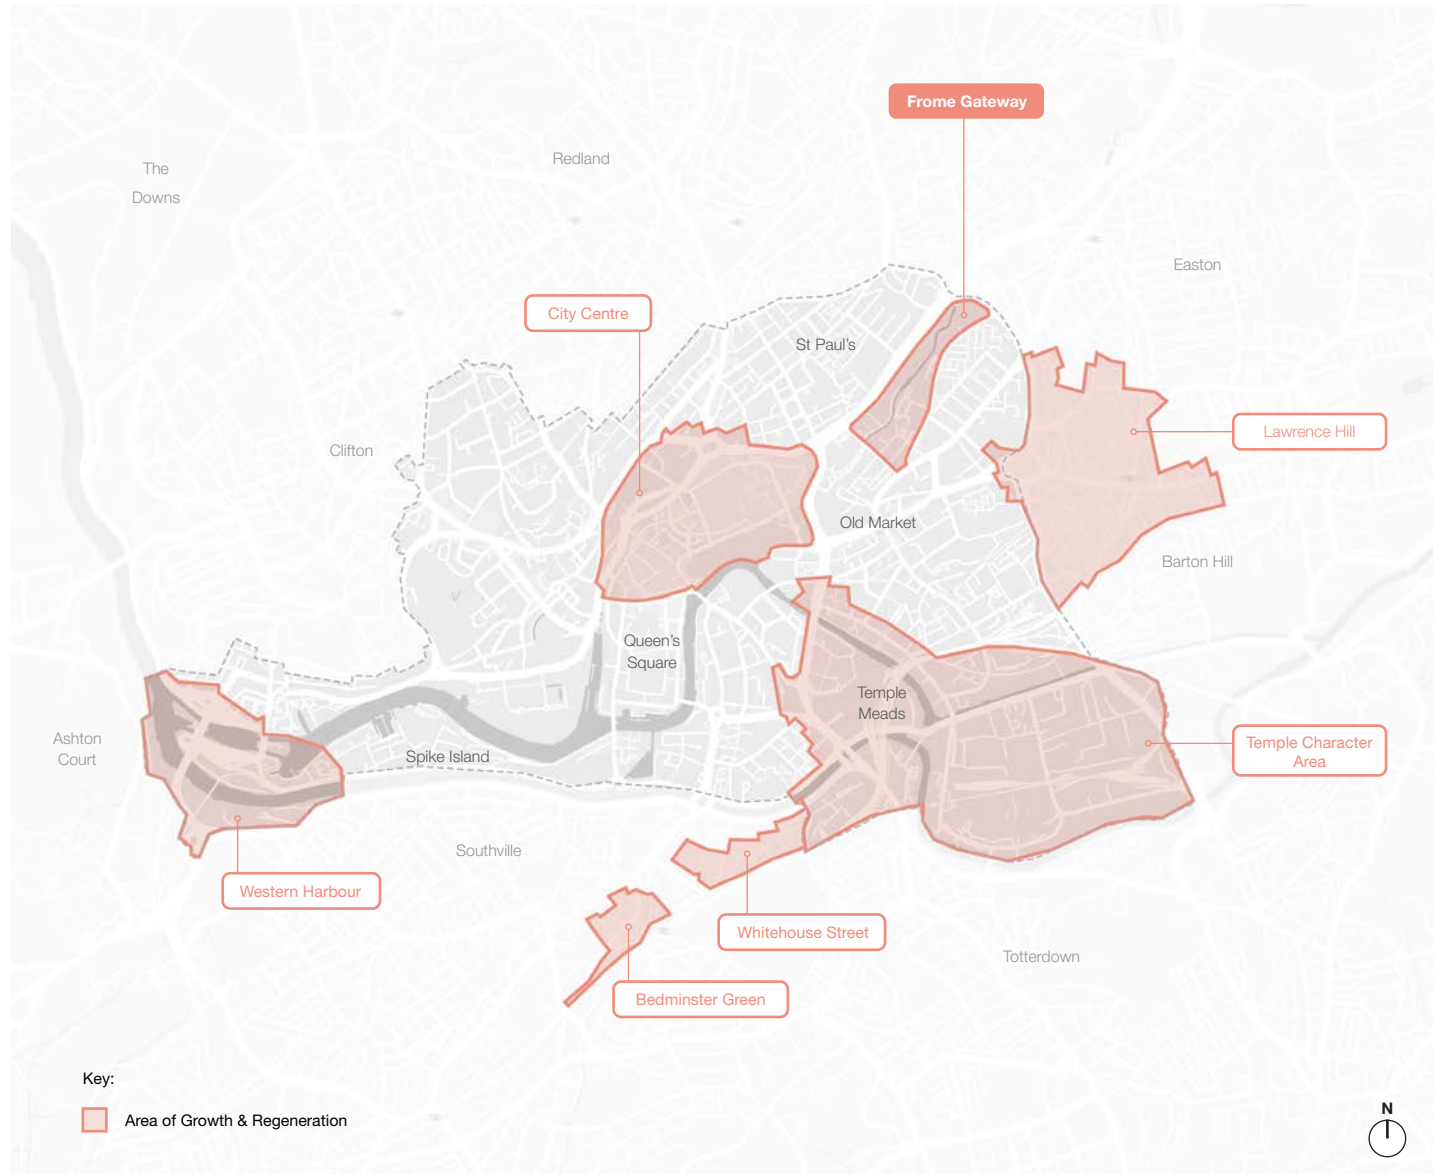 Frome Gateway
The
Downs
Redland
Easton
City Centre
St Paul's
Clifton
Lawrence Hill
Old Market
Barton Hill
Queen's
Square
Temple
Meads
Ashton
Court
Spike Island
Temple Character
Area
Southville
Western Harbour
Whitehouse Street
Totterdown
Bedminster Green
Key:
Area of Growth & Regeneration
N